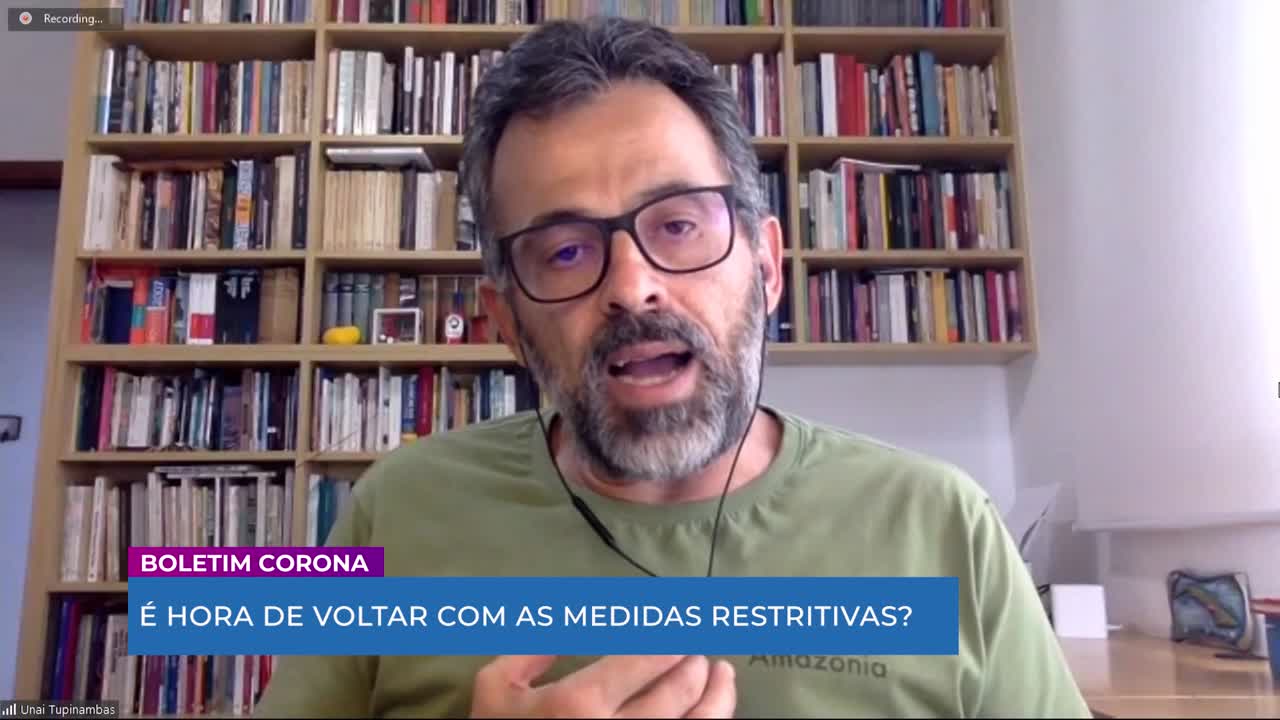 Recording...
BOLETIM CORONA
É HORA DE VOLTAR COM AS MEDIDAS RESTRITIVAS?
Amazônia
Unai Tupinambas